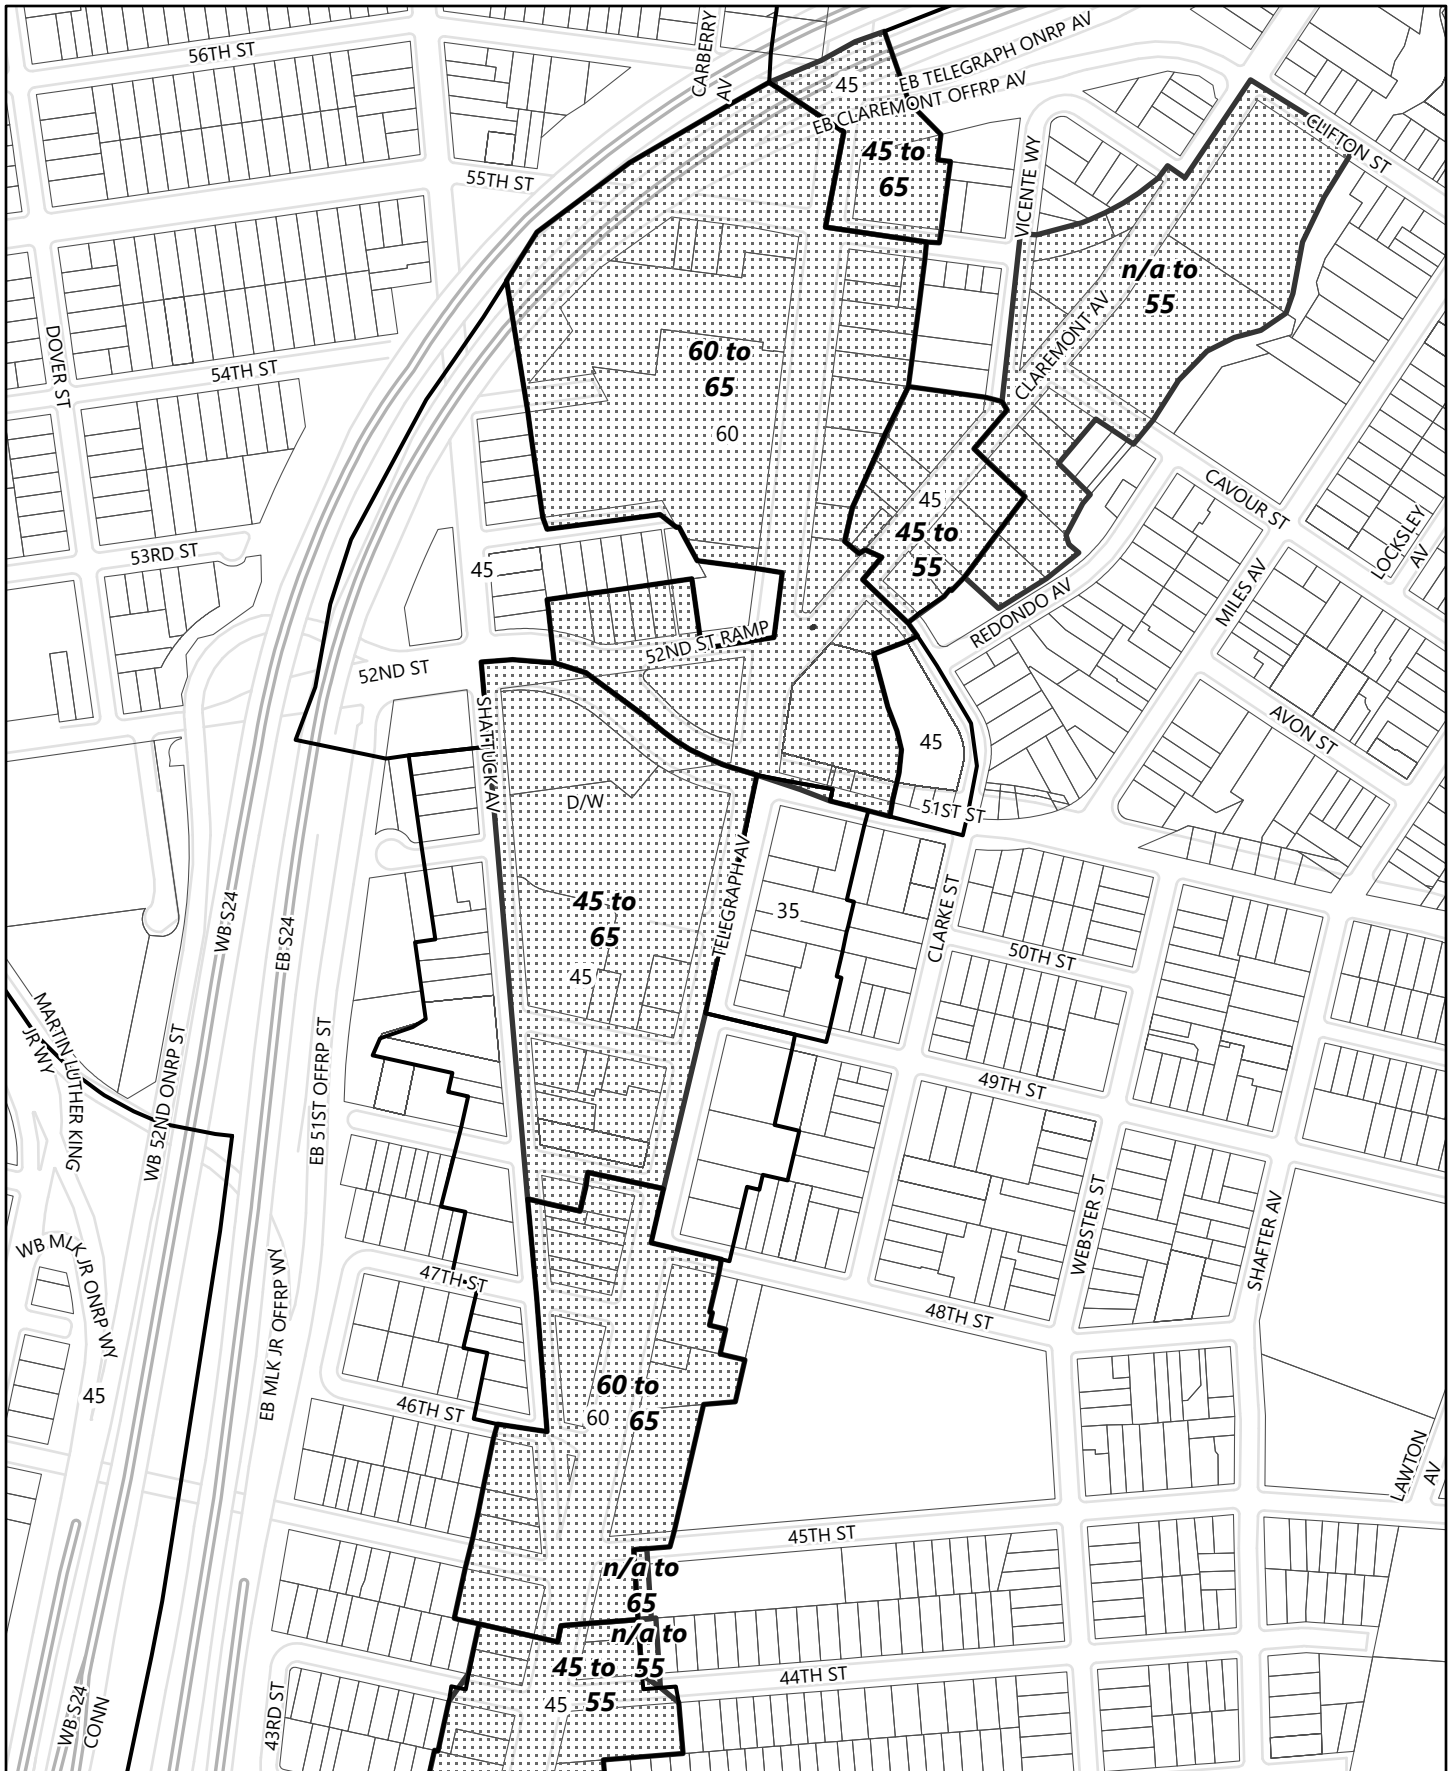 56TH ST
CARBERRY
AV
EB TELEGRAPH ONRP AV
45
EB CLAREMONT OFFRP AV
CLIFTON ST
45 to
65
55TH ST
VICENTE WY
n/a to
55
DOVER ST
CLAREMONT AV
60 to
65
54TH ST
60
CAVOUR ST
45
45 to
55
LOCKSLEY
AV
53RD ST
45
MILES AV
REDONDO AV
52ND ST RAMP
52ND ST
SHATTUCK AV
AVON ST
45
D/W
51ST ST
TELEGRAPH AV
WB S24
EB S24
45 to
65
35
CLARKE ST
50TH ST
45
MARTIN LUTHER KING
JR WY
WB 52ND ONRP ST
EB 51ST OFFRP ST
49TH ST
WEBSTER ST
SHAFTER AV
WB MLK JR ONRP WY
EB MLK JR OFFRP WY
47TH ST
48TH ST
45
60 to
65
60
46TH ST
LAWTON
AV
45TH ST
n/a to
65
n/a to
55
45 to
55
45
44TH ST
43RD ST
WB S24
CONN